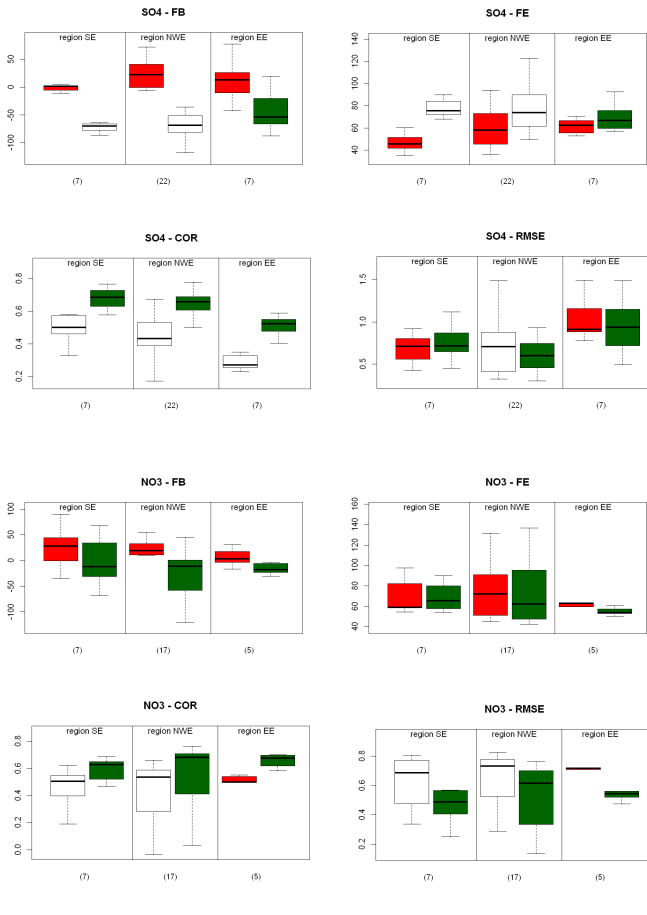 SO4 - FB
region SE region NWE region EE
50
0
-50
-100
(7) (22) (7)
SO4 - FE
region SE region NWE region EE
140
120
100
80
60
40
(7) (22) (7)
SO4 - COR
region SE region NWE region EE
0.8
0.6
0.4
0.2
(7) (22) (7)
SO4 - RMSE
region SE region NWE region EE
1.5
1.0
0.5
(7) (22) (7)
NO3 - FB
region SE region NWE region EE
100
50
0
-50
-100
(7) (17) (5)
NO3 - FE
region SE region NWE region EE
160
140
120
100
80
60
40
(7) (17) (5)
NO3 - COR
region SE region NWE region EE
0.8
0.6
0.4
0.2
0.0
(7) (17) (5)
NO3 - RMSE
region SE region NWE region EE
0.8
0.6
0.4
0.2
(7) (17) (5)